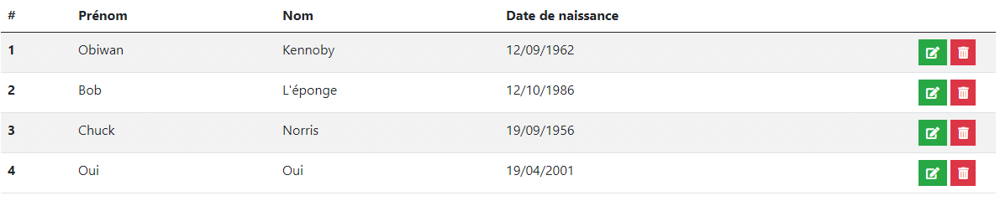 # Prénom Nom Date de naissance
1 Obiwan Kennoby 12/09/1962
2 Bob L'éponge 12/10/1986
3 Chuck Norris 19/09/1956
4 Oui Oui 19/04/2001